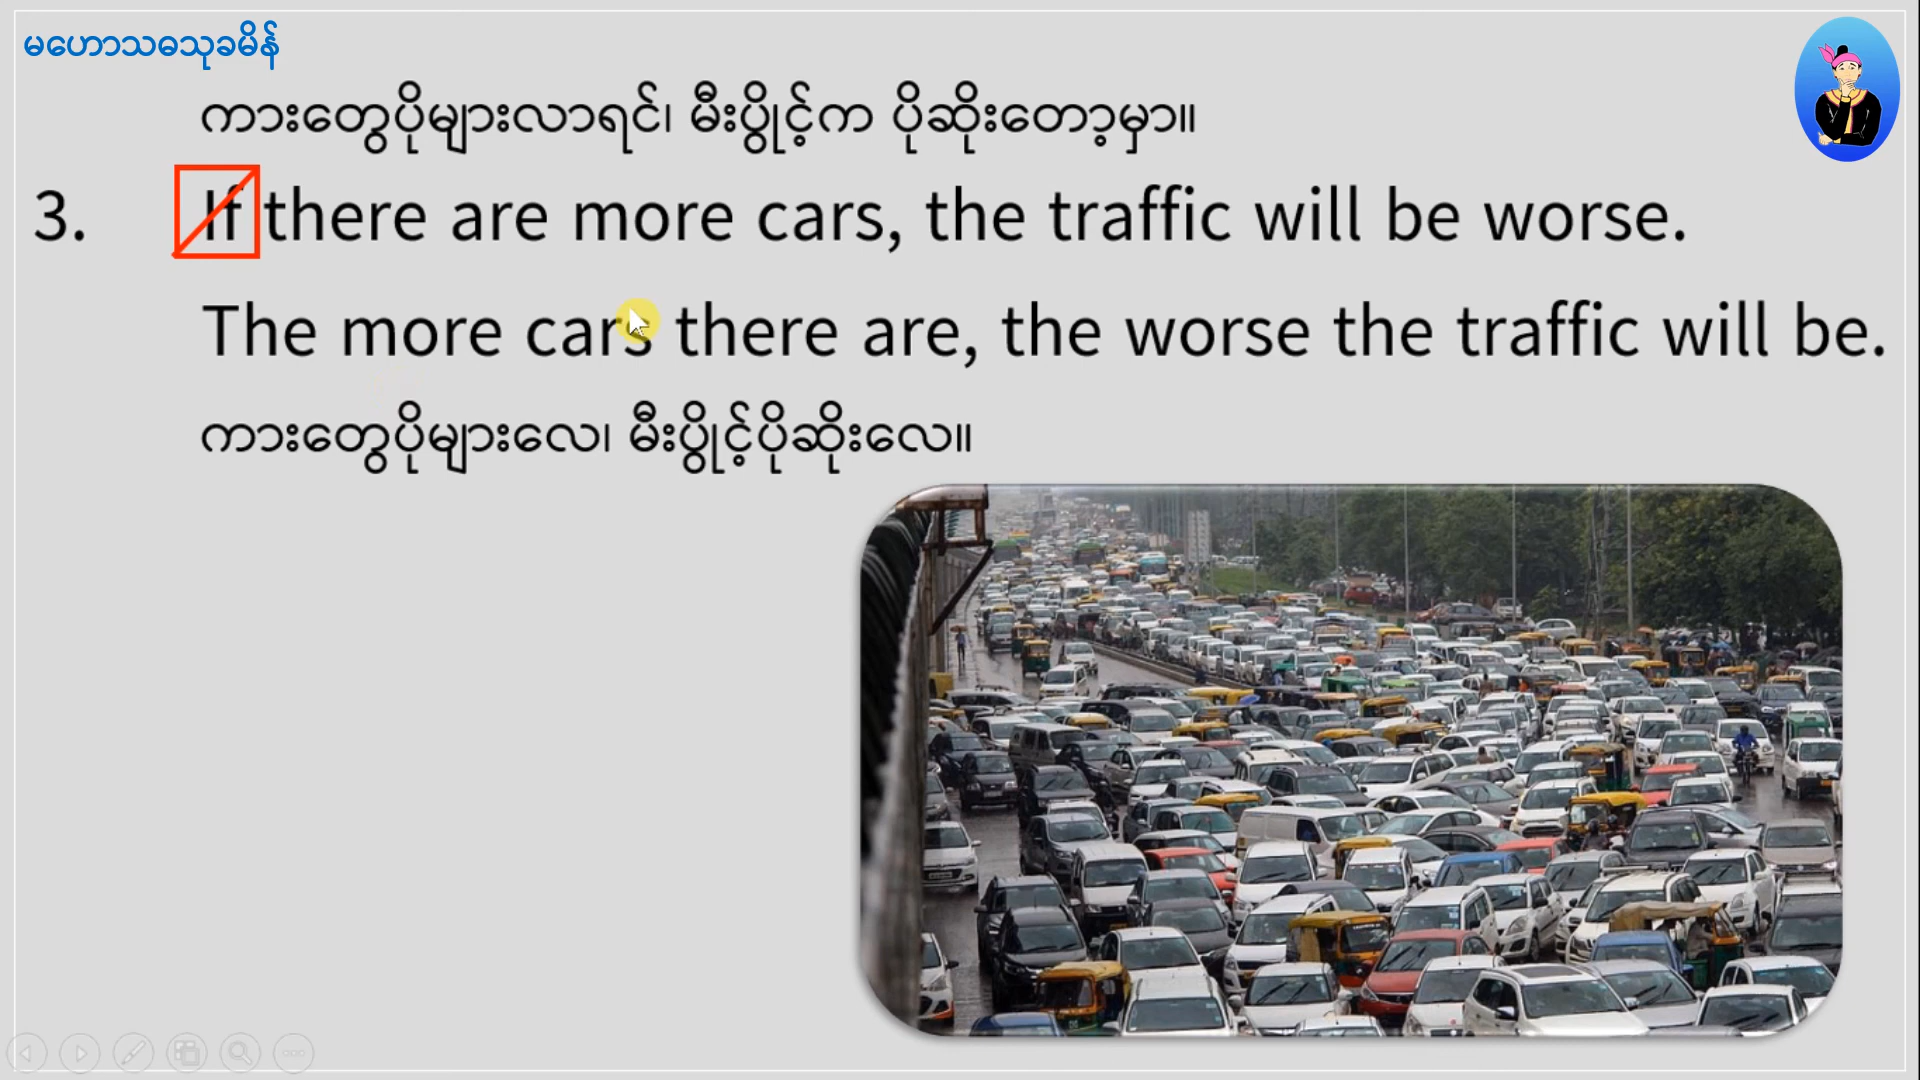 မဟောသဓသုခမိန်
ကားတွေပိုများလာရင်၊ မီးပွိုင့်က ပိုဆိုးတော့မှာ။
3. If there are more cars, the traffic will be worse.
The more cars there are, the worse the traffic will be.
ကားတွေပိုများလေ၊ မီးပွိုင့်ပိုဆိုးလေ။